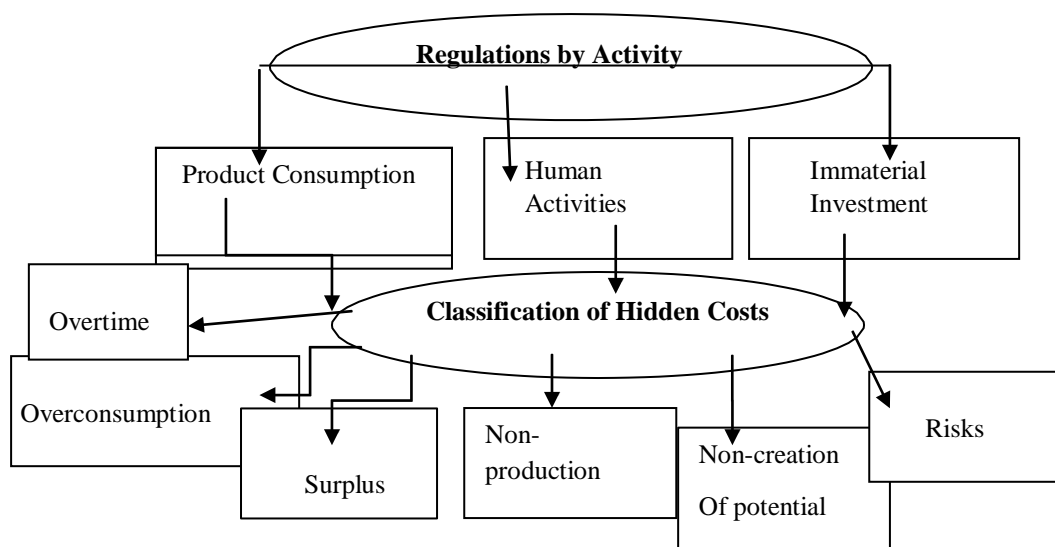 Regulations by Activity
Product Consumption
Human
Activities
Immaterial
Investment
Classification of Hidden Costs
Overtime
Overconsumption
Surplus
Non-
production
Non-creation
Of potential
Risks